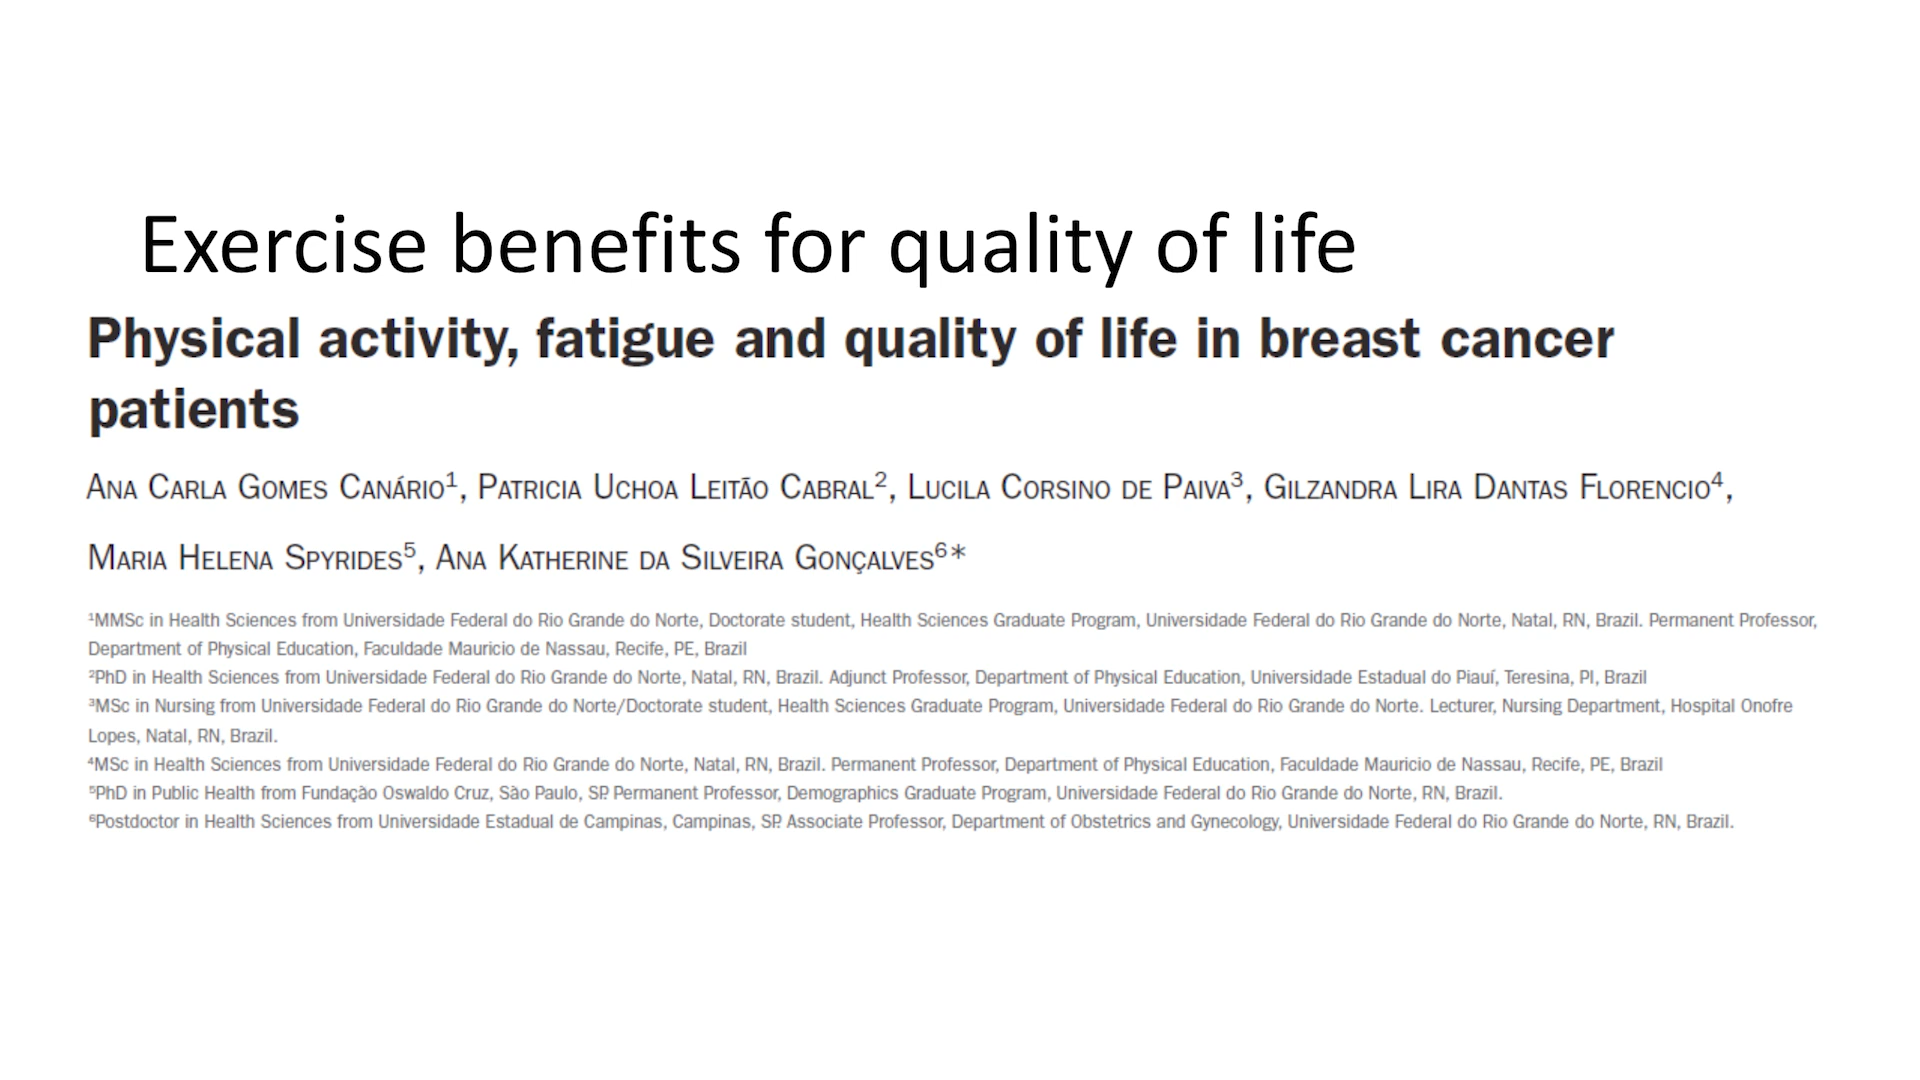 Exercise benefits for quality of life
Physical activity, fatigue and quality of life in breast cancer
patients
Ana Carla Gomes Canário¹, Patricia Uchoa Leitão Cabral², Lucila Corsino de Paiva³, Gilzandra Lira Dantas Florencio⁴,
Maria Helena Spyrides⁵, Ana Katherine da Silveira Gonçalves⁶*
¹MMSc in Health Sciences from Universidade Federal do Rio Grande do Norte, Doctorate student, Health Sciences Graduate Program, Universidade Federal do Rio Grande do Norte, Natal, RN, Brazil. Permanent Professor,
Department of Physical Education, Faculdade Mauricio de Nassau, Recife, PE, Brazil
²PhD in Health Sciences from Universidade Federal do Rio Grande do Norte, Natal, RN, Brazil. Adjunct Professor, Department of Physical Education, Universidade Estadual do Piauí, Teresina, PI, Brazil
³MSc in Nursing from Universidade Federal do Rio Grande do Norte/Doctorate student, Health Sciences Graduate Program, Universidade Federal do Rio Grande do Norte. Lecturer, Nursing Department, Hospital Onofre
Lopes, Natal, RN, Brazil.
⁴MSc in Health Sciences from Universidade Federal do Rio Grande do Norte, Natal, RN, Brazil. Permanent Professor, Department of Physical Education, Faculdade Mauricio de Nassau, Recife, PE, Brazil
⁵PhD in Public Health from Fundação Oswaldo Cruz, São Paulo, SP. Permanent Professor, Demographics Graduate Program, Universidade Federal do Rio Grande do Norte, RN, Brazil.
⁶Postdoctor in Health Sciences from Universidade Estadual de Campinas, Campinas, SP. Associate Professor, Department of Obstetrics and Gynecology, Universidade Federal do Rio Grande do Norte, RN, Brazil.